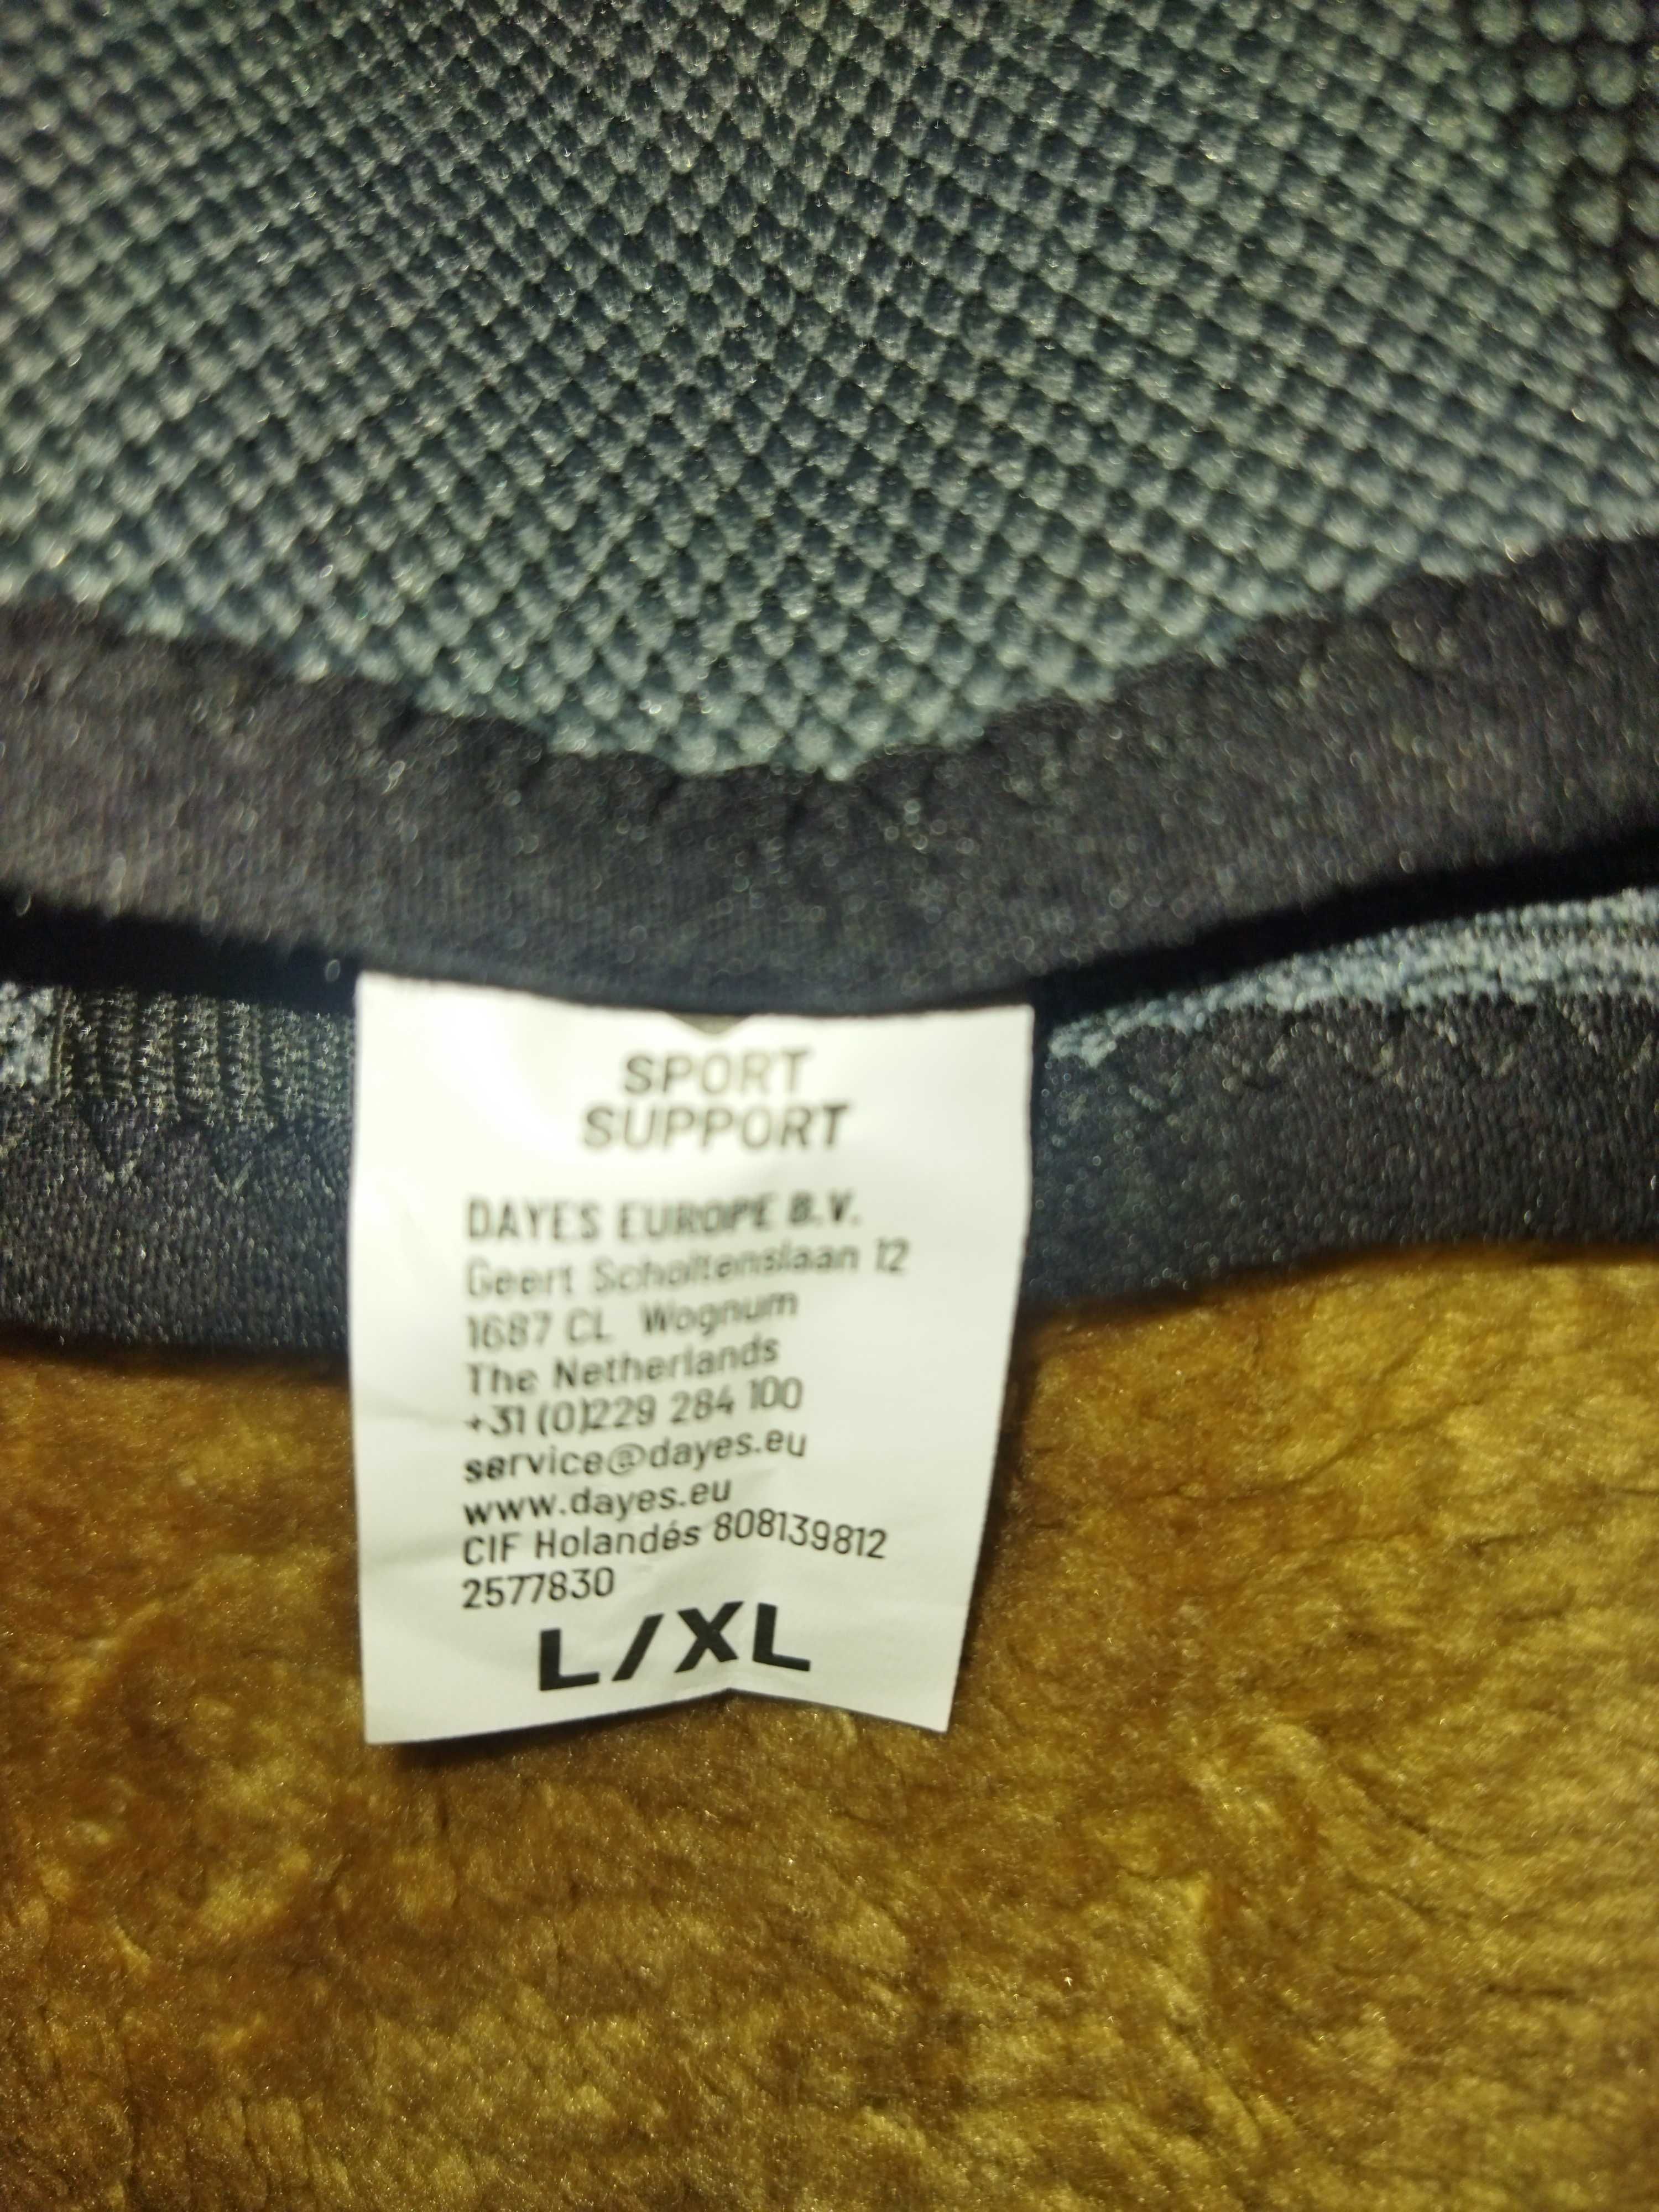 SPORT
SUPPORT
DAYES EUROPE B.V.
Geert Scholtenslaan 12
1687 CL Wognum
The Netherlands
+31 (0)229 284 100
service@dayes.eu
www.dayes.eu
CIF Holandés 808139812
2577830
L/XL